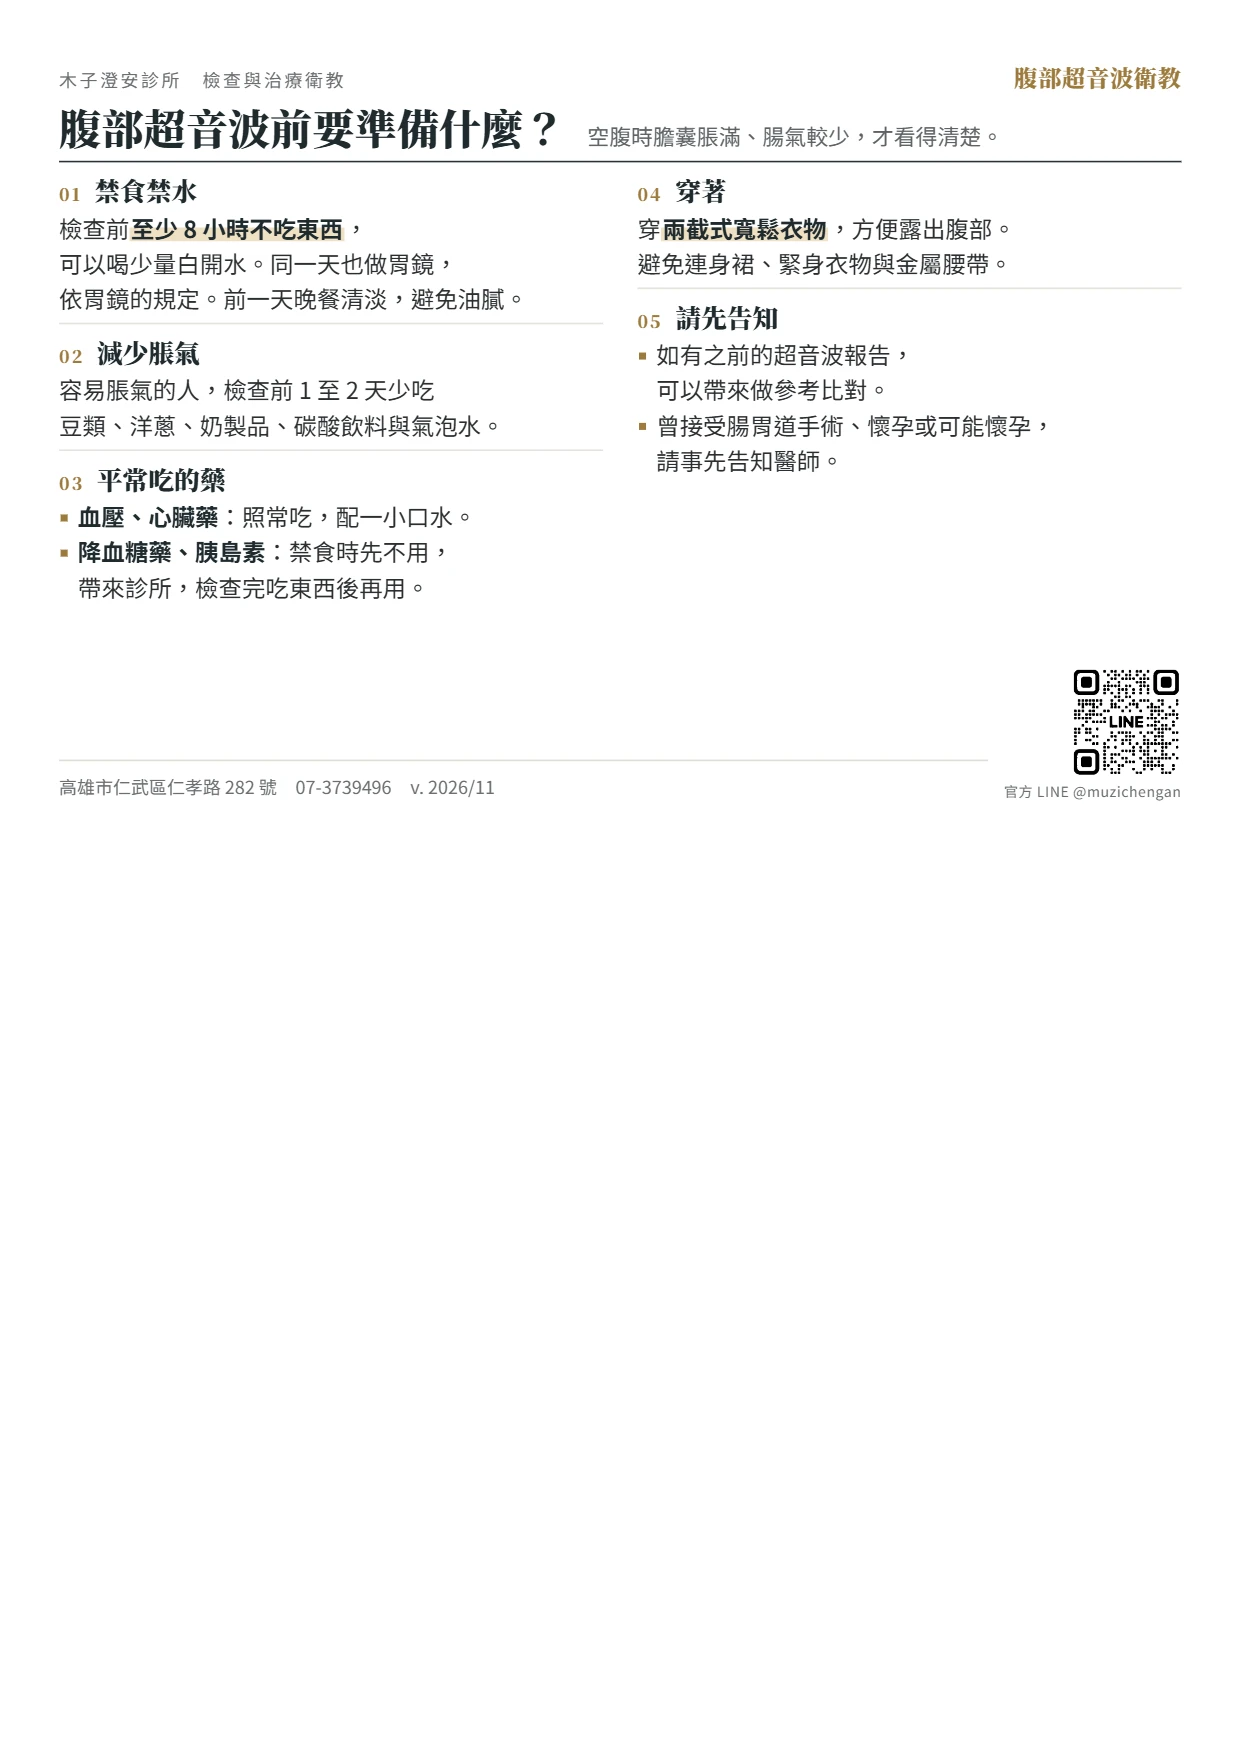 木子澄安診所　檢查與治療衛教
腹部超音波衛教
腹部超音波前要準備什麼？　空腹時膽囊脹滿、腸氣較少，才看得清楚。
01 禁食禁水
檢查前至少 8 小時不吃東西，
可以喝少量白開水。同一天也做胃鏡，
依胃鏡的規定。前一天晚餐清淡，避免油膩。
02 減少脹氣
容易脹氣的人，檢查前 1 至 2 天少吃
豆類、洋蔥、奶製品、碳酸飲料與氣泡水。
03 平常吃的藥
▪ 血壓、心臟藥：照常吃，配一小口水。
▪ 降血糖藥、胰島素：禁食時先不用，
帶來診所，檢查完吃東西後再用。
04 穿著
穿兩截式寬鬆衣物，方便露出腹部。
避免連身裙、緊身衣物與金屬腰帶。
05 請先告知
▪ 如有之前的超音波報告，
可以帶來做參考比對。
▪ 曾接受腸胃道手術、懷孕或可能懷孕，
請事先告知醫師。
LINE
高雄市仁武區仁孝路 282 號　07-3739496　v. 2026/11
官方 LINE @muzichengan